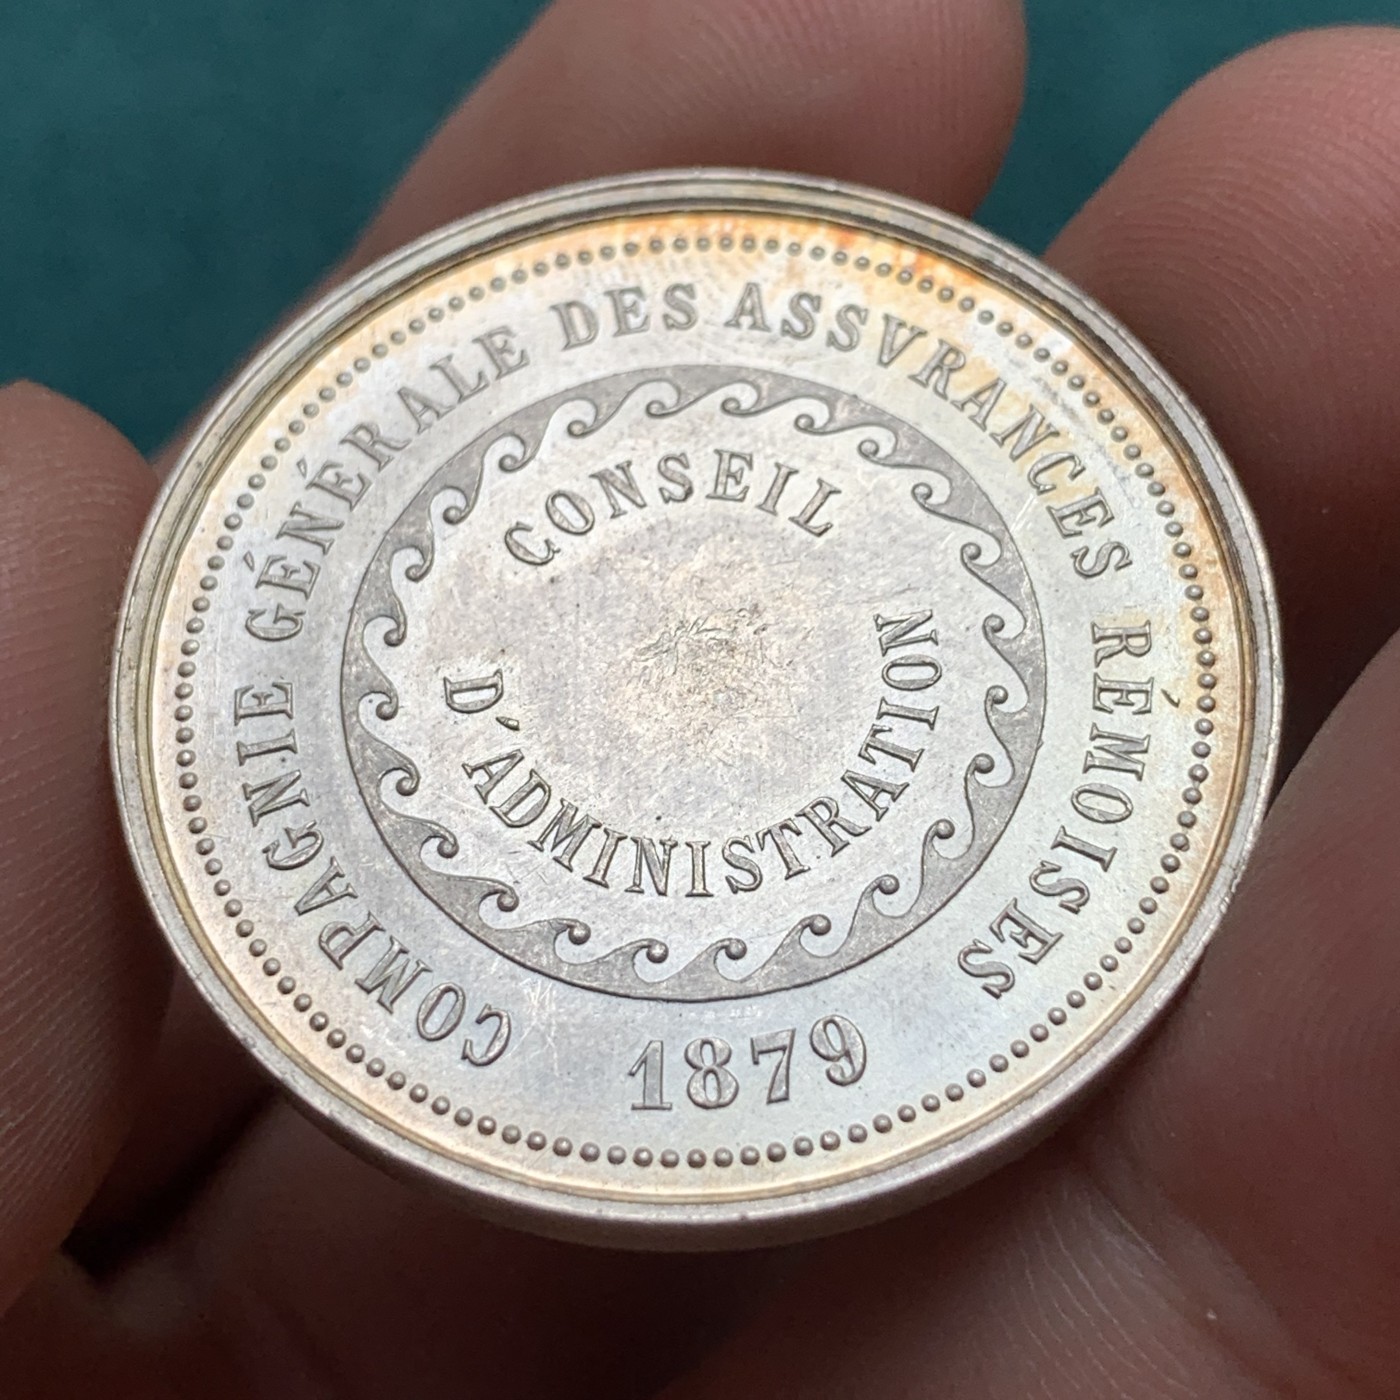 COMPAGNIE GÉNÉRALE DES ASSVRANCES RÉMOISES
CONSEIL
D'ADMINISTRATION
1879